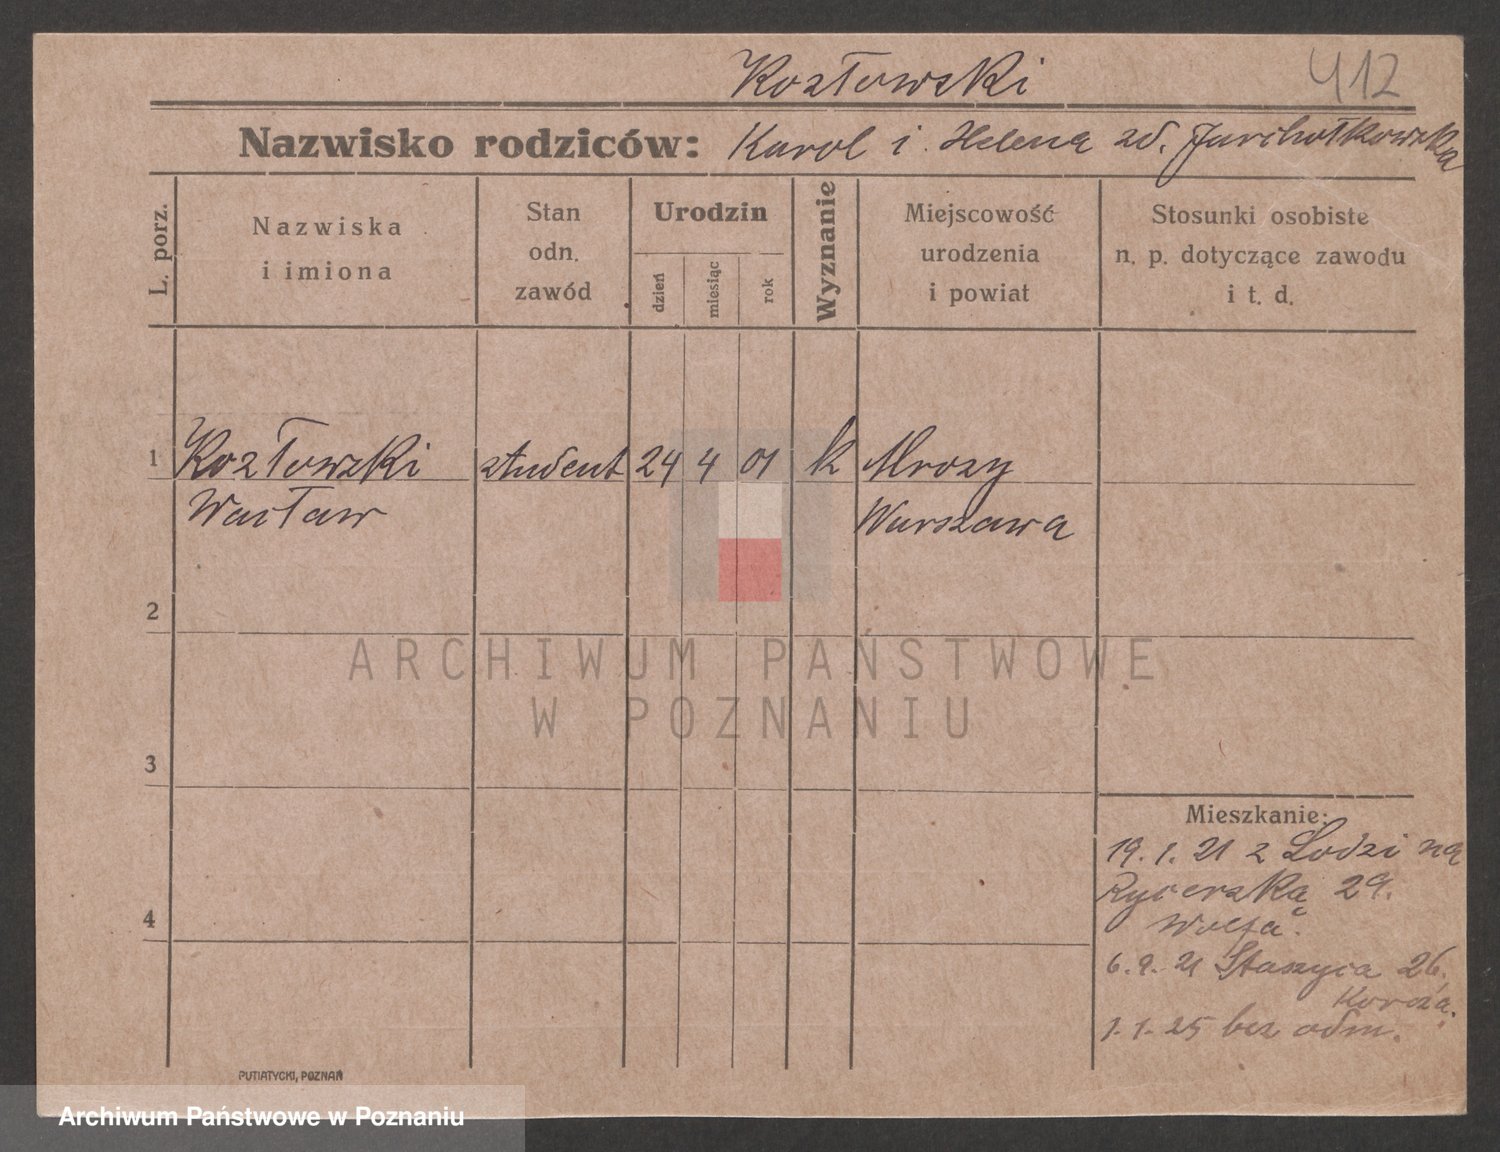 Kozłowski
412
Nazwisko rodziców: Karol i Helena zd.
L. porz.
Nazwiska
i imiona
Stan
odn.
zawód
Urodzin
dzień
miesiąc
rok
Wyznanie
Miejscowość
urodzenia
i powiat
Stosunki osobiste
n. p. dotyczące zawodu
i t. d.
1 Kozłowski student 24 4 01 k Mrozy
Wacław Warszawa
2
ARCHIWUM PAŃSTWOWE
W POZNANIU
3
Mieszkanie:
19. 1. 21 z Łodzi na
Rycerską 29.
4
6. 9. 21 Staszyca 26.
1. 1. 25 bez odm.
PUTIATYCKI, POZNAŃ
Archiwum Państwowe w Poznaniu